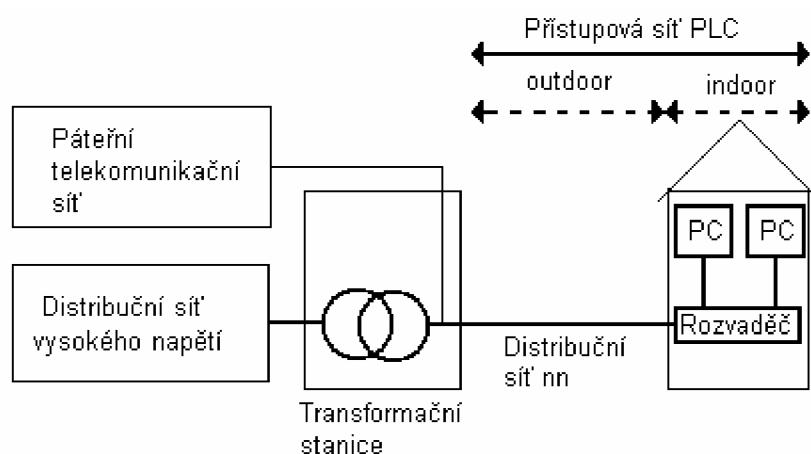 Přístupová síť PLC
outdoor
indoor
Páteřní
telekomunikační
síť
PC
PC
Distribuční síť
vysokého napětí
Rozvaděč
Distribuční
síť nn
Transformační
stanice